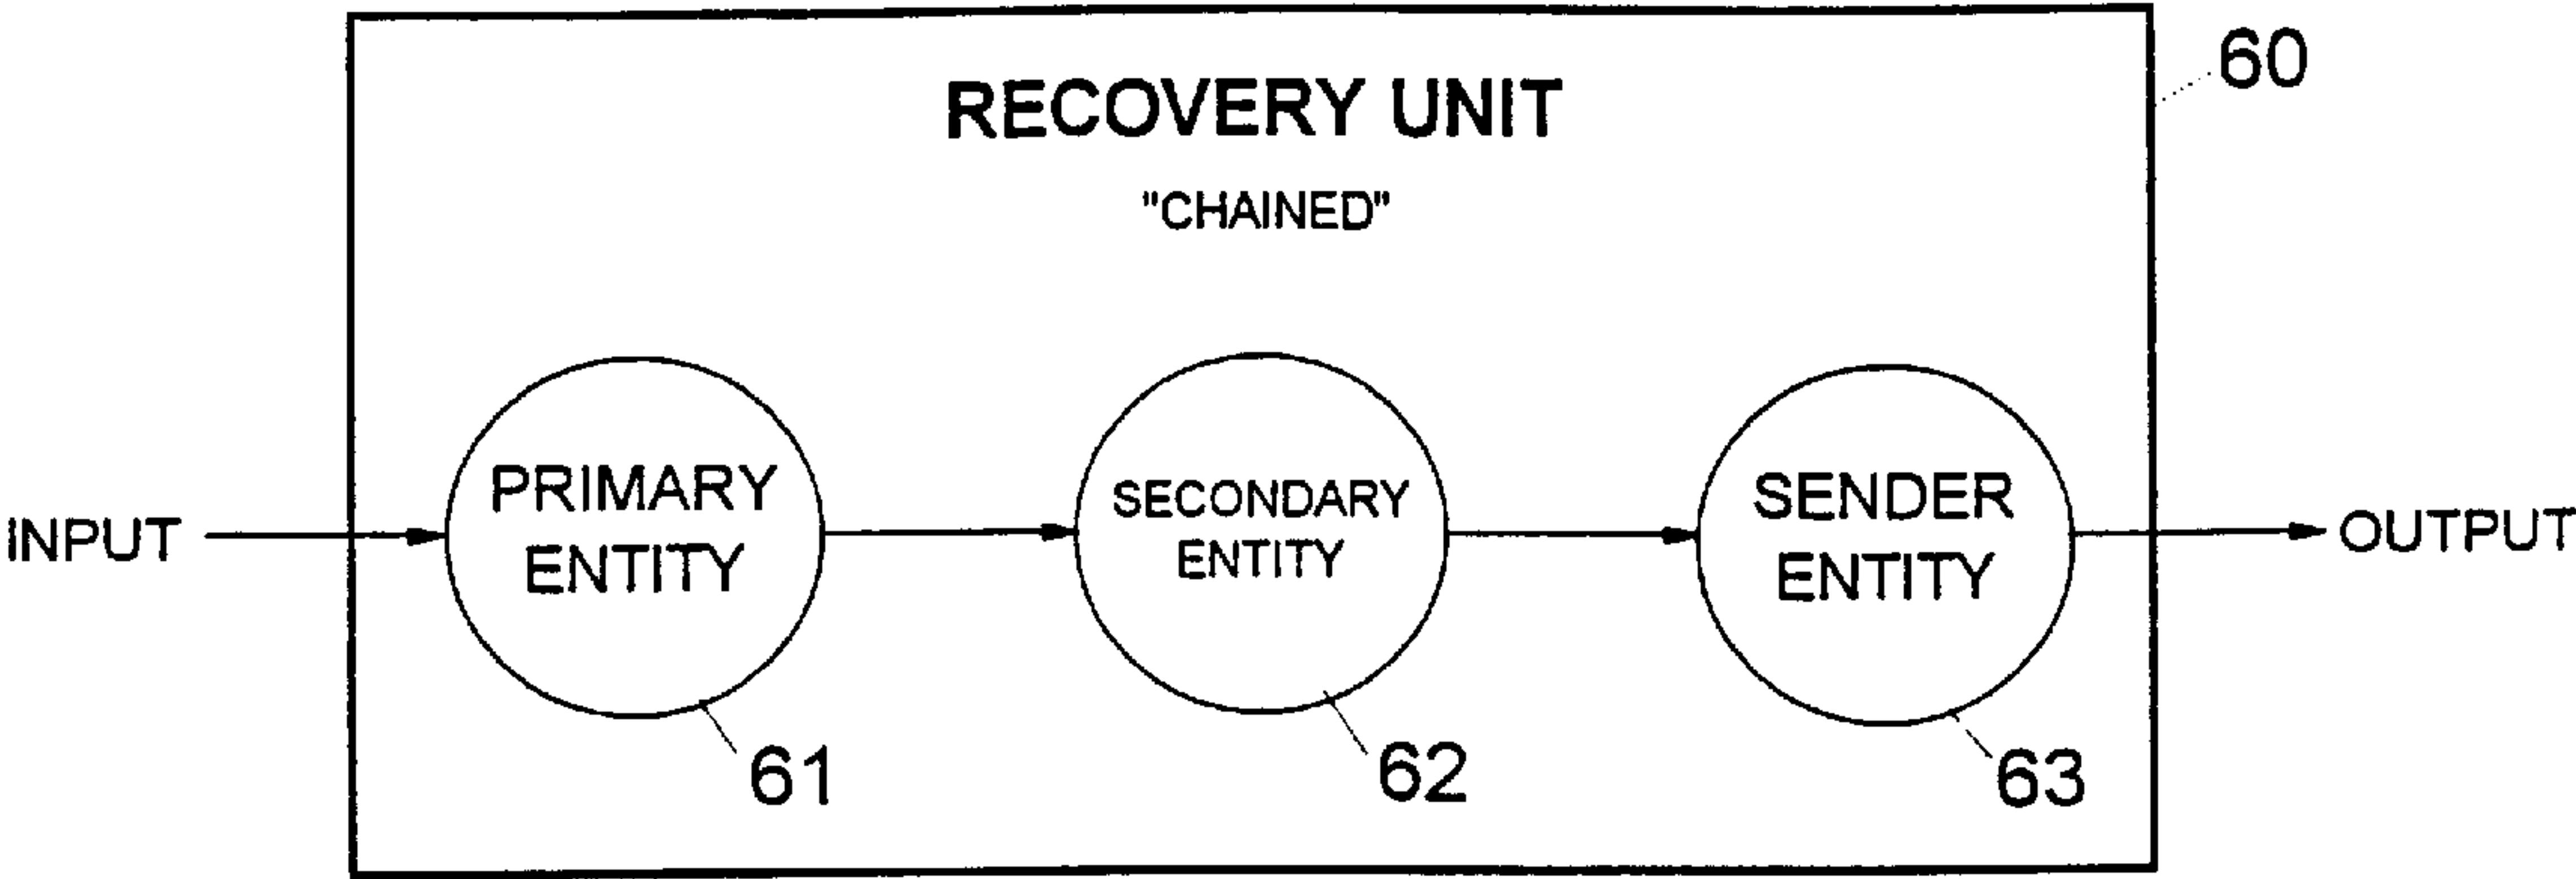 60
RECOVERY UNIT
"CHAINED"
INPUT
PRIMARY
ENTITY
SECONDARY
ENTITY
SENDER
ENTITY
OUTPUT
61
62
63